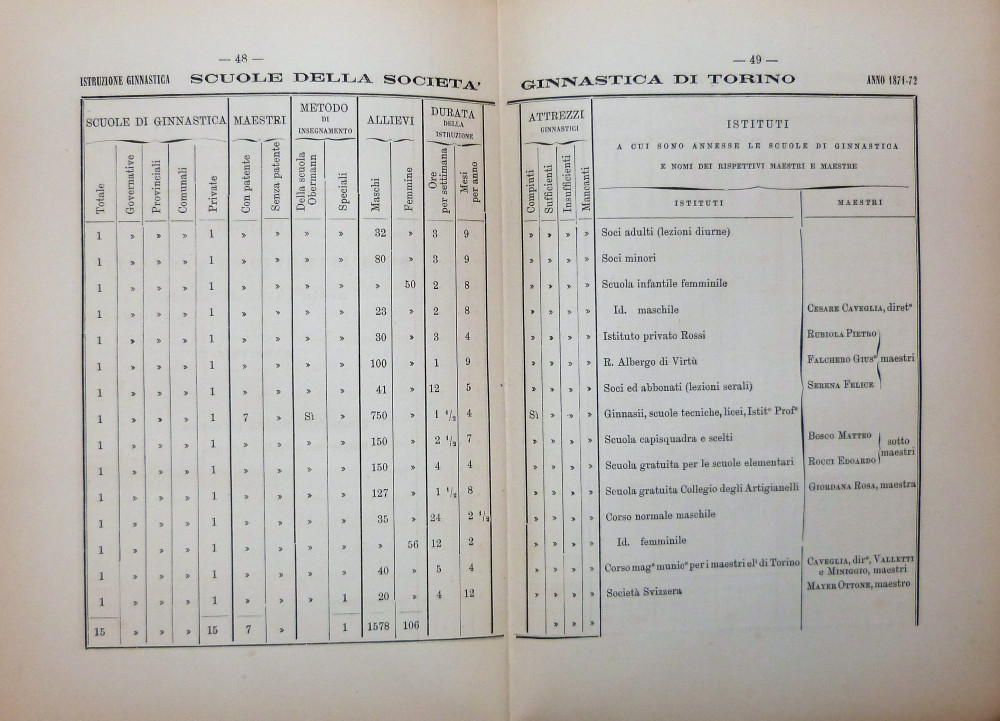 — 48 —
ISTRUZIONE GINNASTICA SCUOLE DELLA SOCIETA'
SCUOLE DI GINNASTICA MAESTRI METODO DI INSEGNAMENTO ALLIEVI DURATA DELLA ISTRUZIONE
Totale Governative Provinciali Comunali Private Con patente Senza patente Della scuola Obermann Speciali Maschi Femmine Ore per settimana Mesi per anno
1 » » » 1 » » » » 32 » 3 9
1 » » » 1 » » » » 80 » 3 9
1 » » » 1 » » » » » 50 2 8
1 » » » 1 » » » » 23 » 2 8
1 » » » 1 » » » » 30 » 3 4
1 » » » 1 » » » » 100 » 1 9
1 » » » 1 » » » » 41 » 12 5
1 » » » 1 7 » Sì » 750 » 1 1/2 4
1 » » » 1 » » » » 150 » 2 1/2 7
1 » » » 1 » » » » 150 » 4 4
1 » » » 1 » » » » 127 » 1 1/2 8
1 » » » 1 » » » » 35 » 24 2 1/2
1 » » » 1 » » » » » 56 12 2
1 » » » 1 » » » » 40 » 5 4
1 » » » 1 » » » 1 20 » 4 12
15 » » » 15 7 » 1 1578 106
— 49 —
GINNASTICA DI TORINO ANNO 1871-72
ATTREZZI GINNASTICI
ISTITUTI
A CUI SONO ANNESSE LE SCUOLE DI GINNASTICA
E NOMI DEI RISPETTIVI MAESTRI E MAESTRE
Compiuti Sufficienti Insufficienti Mancanti ISTITUTI MAESTRI
» » » » Soci adulti (lezioni diurne)
» » » » Soci minori
» » » » Scuola infantile femminile
» » » » Id. maschile CESARE CAVEGLIA, diretᵉ
» » » » Istituto privato Rossi RUBIOLA PIETRO
» » » » R. Albergo di Virtù FALCHERO GIUSᵉ maestri
» » » » Soci ed abbonati (lezioni serali) SERENA FELICE
Sì » » » Ginnasii, scuole tecniche, licei, Istitᵒ Profᵉ
» » » » Scuola capisquadra e scelti BOSCO MATTEO sotto maestri
» » » » Scuola gratuita per le scuole elementari ROCCI EDOARDO
» » » » Scuola gratuita Collegio degli Artigianelli GIORDANA ROSA, maestra
» » » » Corso normale maschile
» » » » Id. femminile
» » » » Corso magᵉ municᵉ per i maestri elⁱ di Torino CAVEGLIA, dirᵉ, VALLETTI
e MINIGGIO, maestri
» » » » Società Svizzera MAYER OTTONE, maestro
» » »